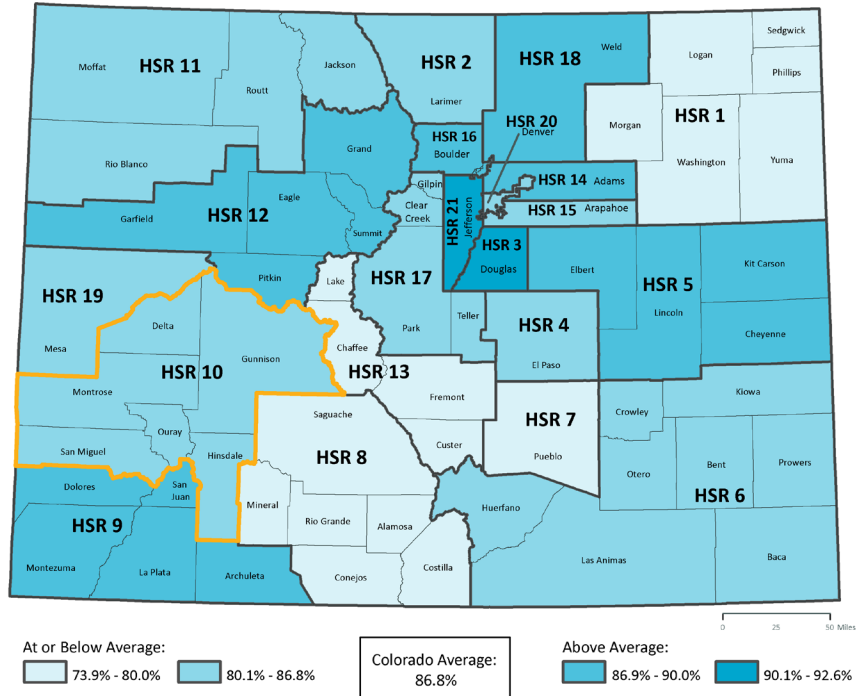 Sedgwick
HSR 18
Weld
Logan
HSR 2
Jackson
HSR 11
Moffat
Phillips
Routt
Larimer
HSR 1
HSR 20
Denver
Morgan
HSR 16
Boulder
Grand
Rio Blanco
Washington
Yuma
Gilpin
HSR 14 Adams
Eagle
Clear
Creek
HSR 21
Jefferson
HSR 15 Arapahoe
Garfield
HSR 12
Summit
HSR 3
Douglas
Elbert
Kit Carson
Pitkin
Lake
HSR 17
HSR 5
HSR 19
Lincoln
Delta
Park
Teller
HSR 4
Cheyenne
Mesa
Gunnison
Chaffee
El Paso
HSR 10
HSR 13
Montrose
Fremont
Kiowa
Saguache
HSR 7
Crowley
Ouray
Custer
San Miguel
Hinsdale
HSR 8
Pueblo
Bent
Prowers
Otero
Dolores
San
Juan
HSR 6
Mineral
Huerfano
HSR 9
Rio Grande
Alamosa
Las Animas
Baca
Montezuma
La Plata
Archuleta
Conejos
Costilla
0 25 50 Miles
At or Below Average:
73.9% - 80.0%
80.1% - 86.8%
Colorado Average:
86.8%
Above Average:
86.9% - 90.0%
90.1% - 92.6%